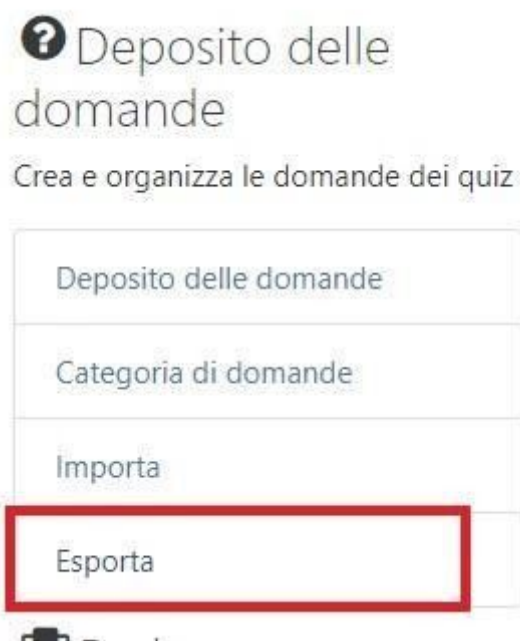 Deposito delle
domande
Crea e organizza le domande dei quiz
Deposito delle domande
Categoria di domande
Importa
Esporta